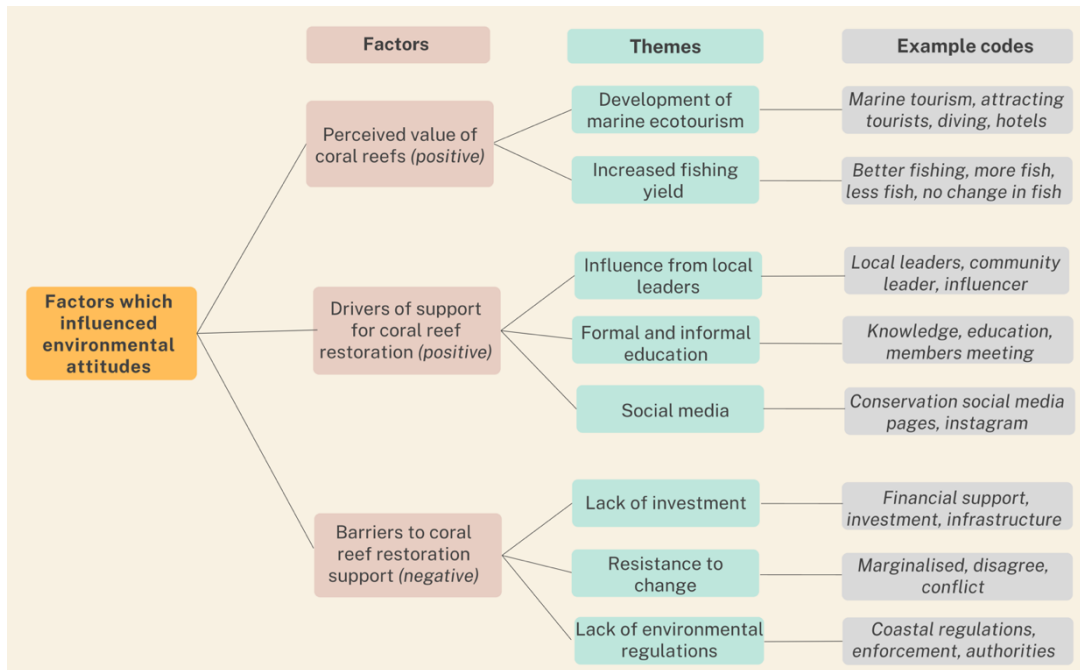 Factors
Themes
Example codes
Factors which
influenced
environmental
attitudes
Perceived value of
coral reefs (positive)
Development of
marine ecotourism
Marine tourism, attracting
tourists, diving, hotels
Increased fishing
yield
Better fishing, more fish,
less fish, no change in fish
Drivers of support
for coral reef
restoration (positive)
Influence from local
leaders
Local leaders, community
leader, influencer
Formal and informal
education
Knowledge, education,
members meeting
Social media
Conservation social media
pages, instagram
Barriers to coral
reef restoration
support (negative)
Lack of investment
Financial support,
investment, infrastructure
Resistance to
change
Marginalised, disagree,
conflict
Lack of environmental
regulations
Coastal regulations,
enforcement, authorities